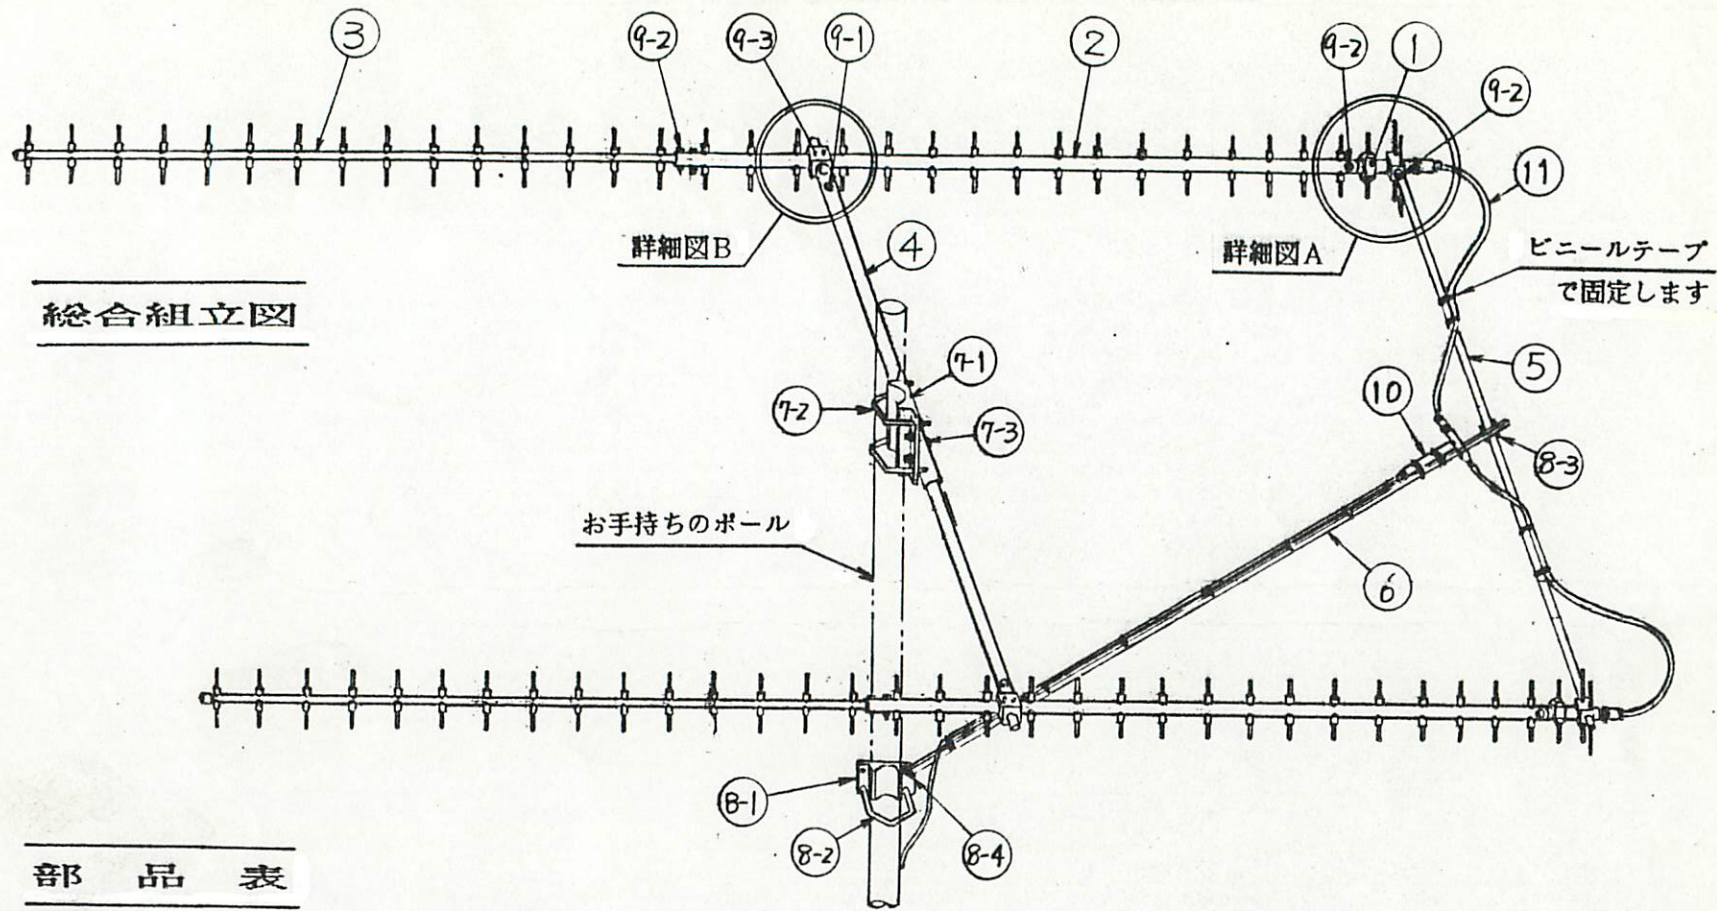 ③
9-2
9-3
9-1
②
9-2
①
9-2
⑪
詳細図B
④
詳細図A
ビニールテープ
で固定します
総合組立図
7-1
⑤
7-2
⑩
7-3
8-3
お手持ちのポール
⑥
8-1
8-2
8-4
部 品 表